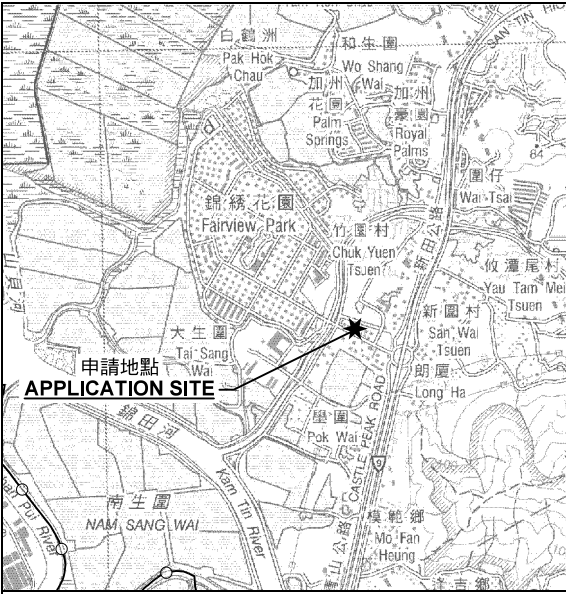 白鶴洲
Pak Hok
Chau
和生圍
Wo Shang
Wai
加州
花園
Palm
Springs
加州
豪園
Royal
Palms
SAN TIN
84
圍仔
Wai Tsai
錦綉花園
Fairview Park
竹園村
Chuk Yuen
Tsuen
新田公路
攸潭尾村
Yau Tam Mei
Tsuen
新圍村
San Wai
Tsuen
大生圍
Tai Sang
Wai
申請地點
APPLICATION SITE
朗廈
Long Ha
壆圍
Pok Wai
CASTLE PEAK ROAD
錦田河
Kam Tin River
南生圍
NAM SANG WAI
Pui River
模範鄉
Mo Fan
Heung
山公路
逢吉鄉